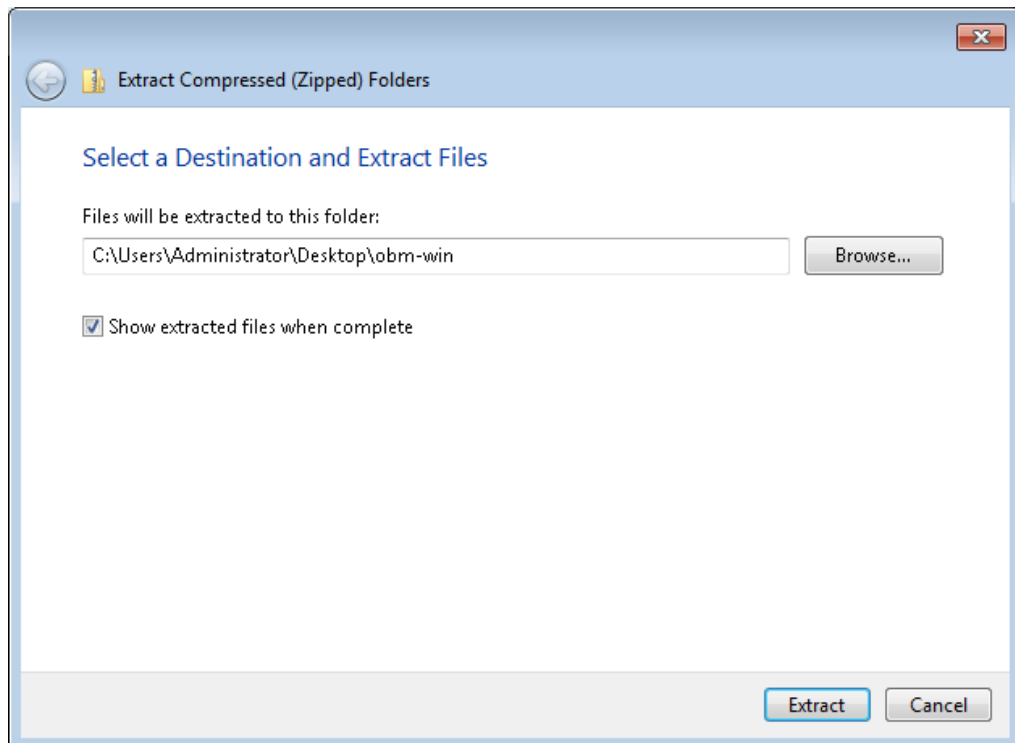 Extract Compressed (Zipped) Folders
Select a Destination and Extract Files
Files will be extracted to this folder:
C:\Users\Administrator\Desktop\obm-win
Browse...
Show extracted files when complete
Extract
Cancel